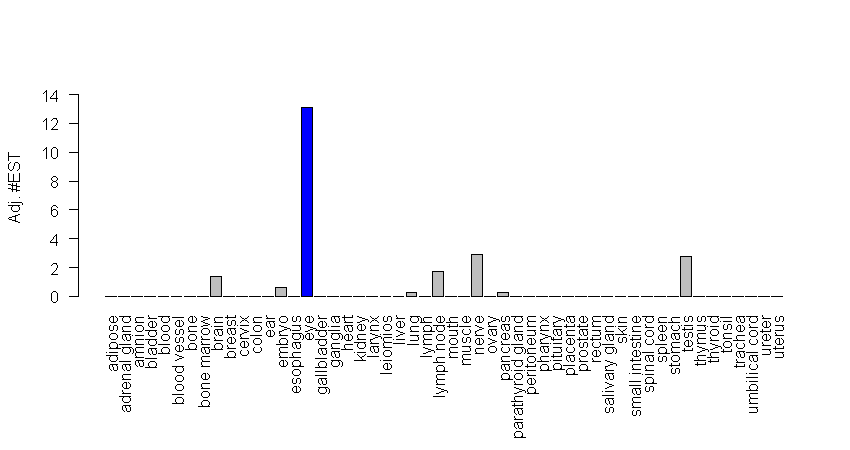 Adj. #EST
14
12
10
8
6
4
2
0
adipose
adrenal gland
amnion
bladder
blood
blood vessel
bone
bone marrow
brain
breast
cervix
colon
ear
embryo
esophagus
eye
gallbladder
ganglia
heart
kidney
larynx
leiomios
liver
lung
lymph
lymph node
mouth
muscle
nerve
ovary
pancreas
parathyroid gland
peritoneum
pharynx
pituitary
placenta
prostate
rectum
salivary gland
skin
small intestine
spinal cord
spleen
stomach
testis
thymus
thyroid
tonsil
trachea
umbilical cord
ureter
uterus